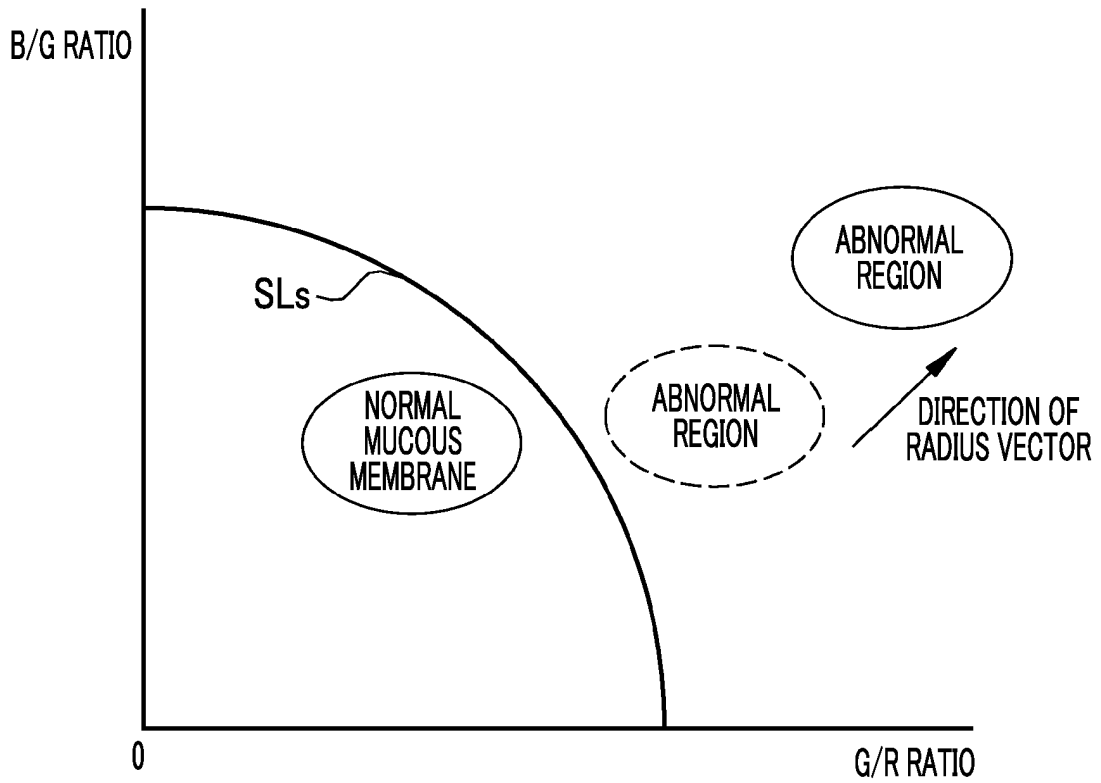 B/G RATIO
ABNORMAL
REGION
SLs
NORMAL
MUCOUS
MEMBRANE
ABNORMAL
REGION
DIRECTION OF
RADIUS VECTOR
0
G/R RATIO